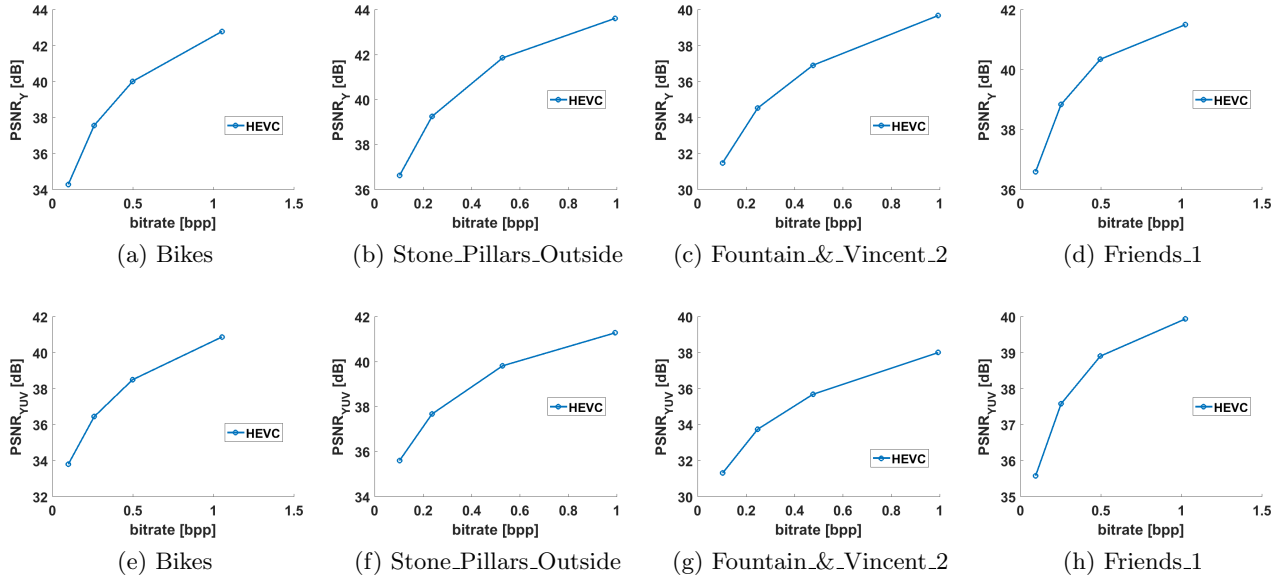 44
42
40
38
36
34
PSNR_Y [dB]
HEVC
0 0.5 1 1.5
bitrate [bpp]
(a) Bikes
44
42
40
38
36
PSNR_Y [dB]
HEVC
0 0.2 0.4 0.6 0.8 1
bitrate [bpp]
(b) Stone_Pillars_Outside
40
38
36
34
32
30
PSNR_Y [dB]
HEVC
0 0.2 0.4 0.6 0.8 1
bitrate [bpp]
(c) Fountain_&_Vincent_2
42
40
38
36
PSNR_Y [dB]
HEVC
0 0.5 1 1.5
bitrate [bpp]
(d) Friends_1
42
40
38
36
34
32
PSNR_YUV [dB]
HEVC
0 0.5 1 1.5
bitrate [bpp]
(e) Bikes
42
40
38
36
34
PSNR_YUV [dB]
HEVC
0 0.2 0.4 0.6 0.8 1
bitrate [bpp]
(f) Stone_Pillars_Outside
40
38
36
34
32
30
PSNR_YUV [dB]
HEVC
0 0.2 0.4 0.6 0.8 1
bitrate [bpp]
(g) Fountain_&_Vincent_2
40
39
38
37
36
35
PSNR_YUV [dB]
HEVC
0 0.5 1 1.5
bitrate [bpp]
(h) Friends_1